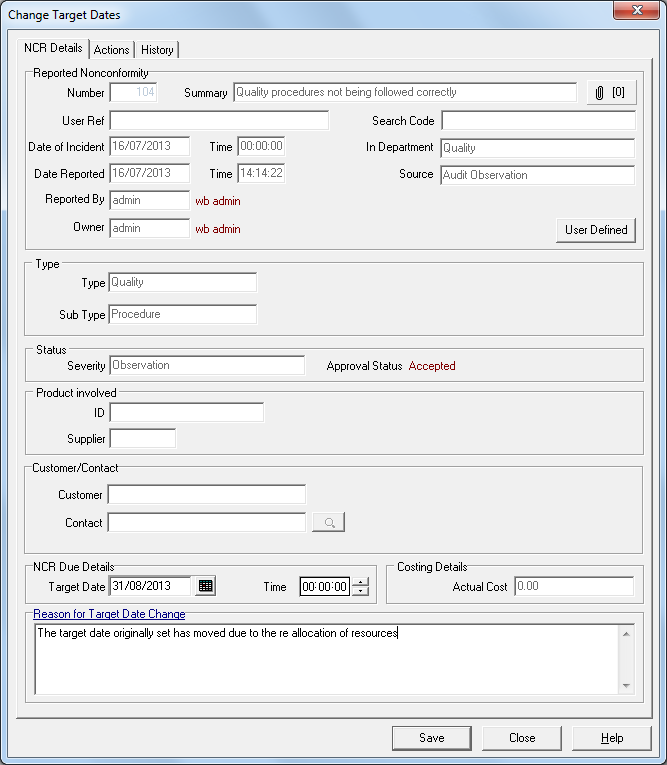 Change Target Dates
NCR Details Actions History
Reported Nonconformity
Number 104 Summary Quality procedures not being followed correctly [0]
User Ref Search Code
Date of Incident 16/07/2013 Time 00:00:00 In Department Quality
Date Reported 16/07/2013 Time 14:14:22 Source Audit Observation
Reported By admin wb admin
Owner admin wb admin User Defined
Type
Type Quality
Sub Type Procedure
Status
Severity Observation Approval Status Accepted
Product involved
ID
Supplier
Customer/Contact
Customer
Contact
NCR Due Details Costing Details
Target Date 31/08/2013 Time 00:00:00 Actual Cost 0.00
Reason for Target Date Change
The target date originally set has moved due to the re allocation of resources
Save Close Help